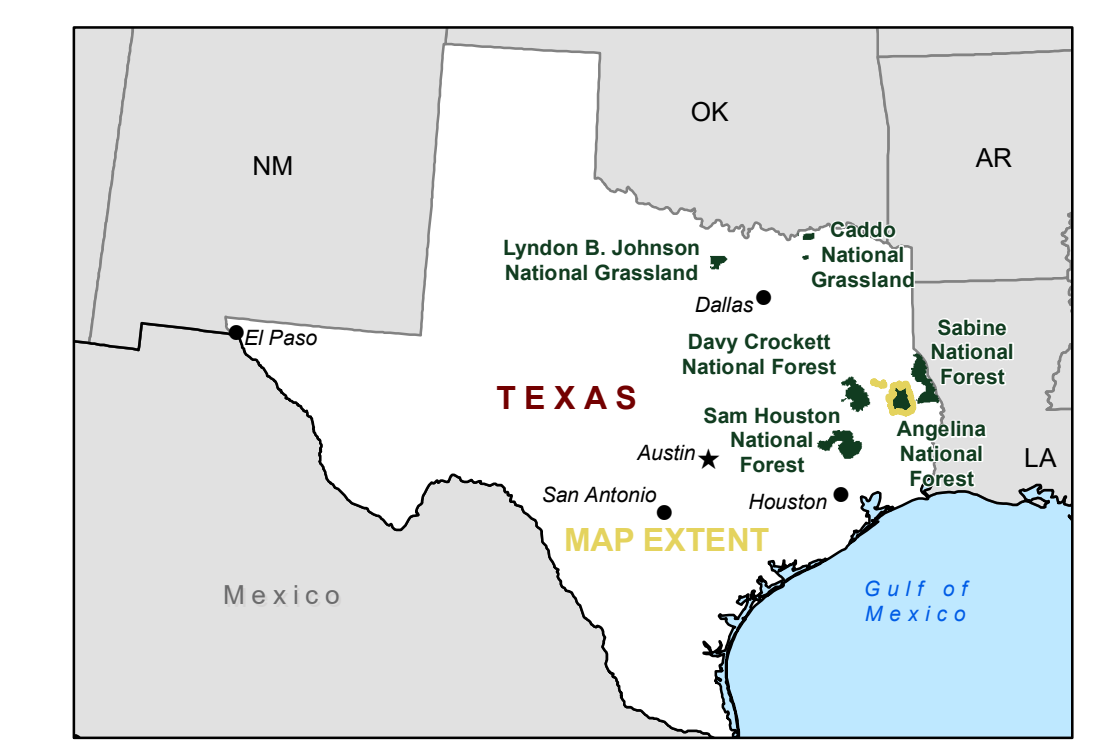 OK
AR
NM
Caddo
National
Grassland
Lyndon B. Johnson
National Grassland
Dallas
El Paso
Sabine
National
Forest
Davy Crockett
National Forest
TEXAS
Sam Houston
National
Forest
Angelina
National
Forest
Austin
LA
San Antonio
Houston
MAP EXTENT
Mexico
Gulf of
Mexico